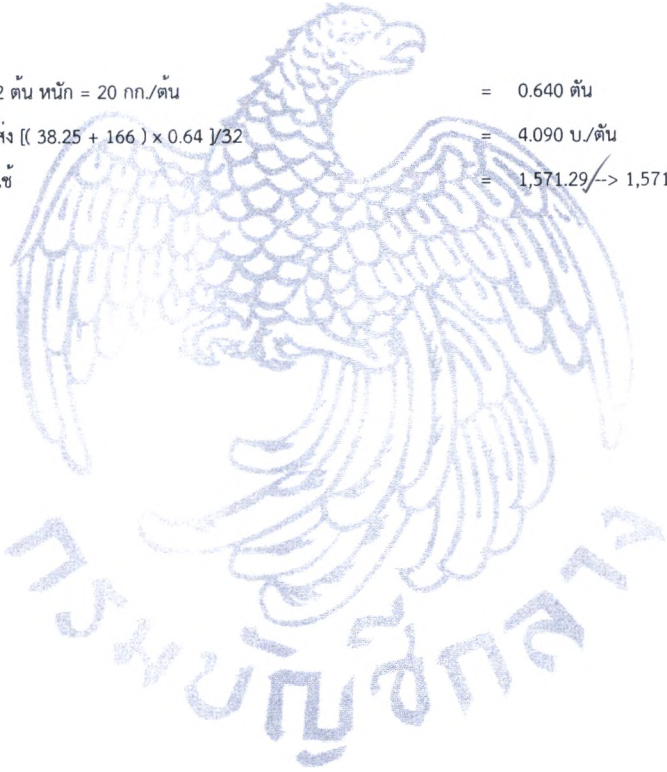 2 ต้น หนัก = 20 กก./ต้น = 0.640 ตัน
ส่ง [( 38.25 + 166 ) x 0.64 ]/32 = 4.090 บ./ต้น
ใช้ = 1,571.29 --> 1,571
กรมบัญชีกลาง